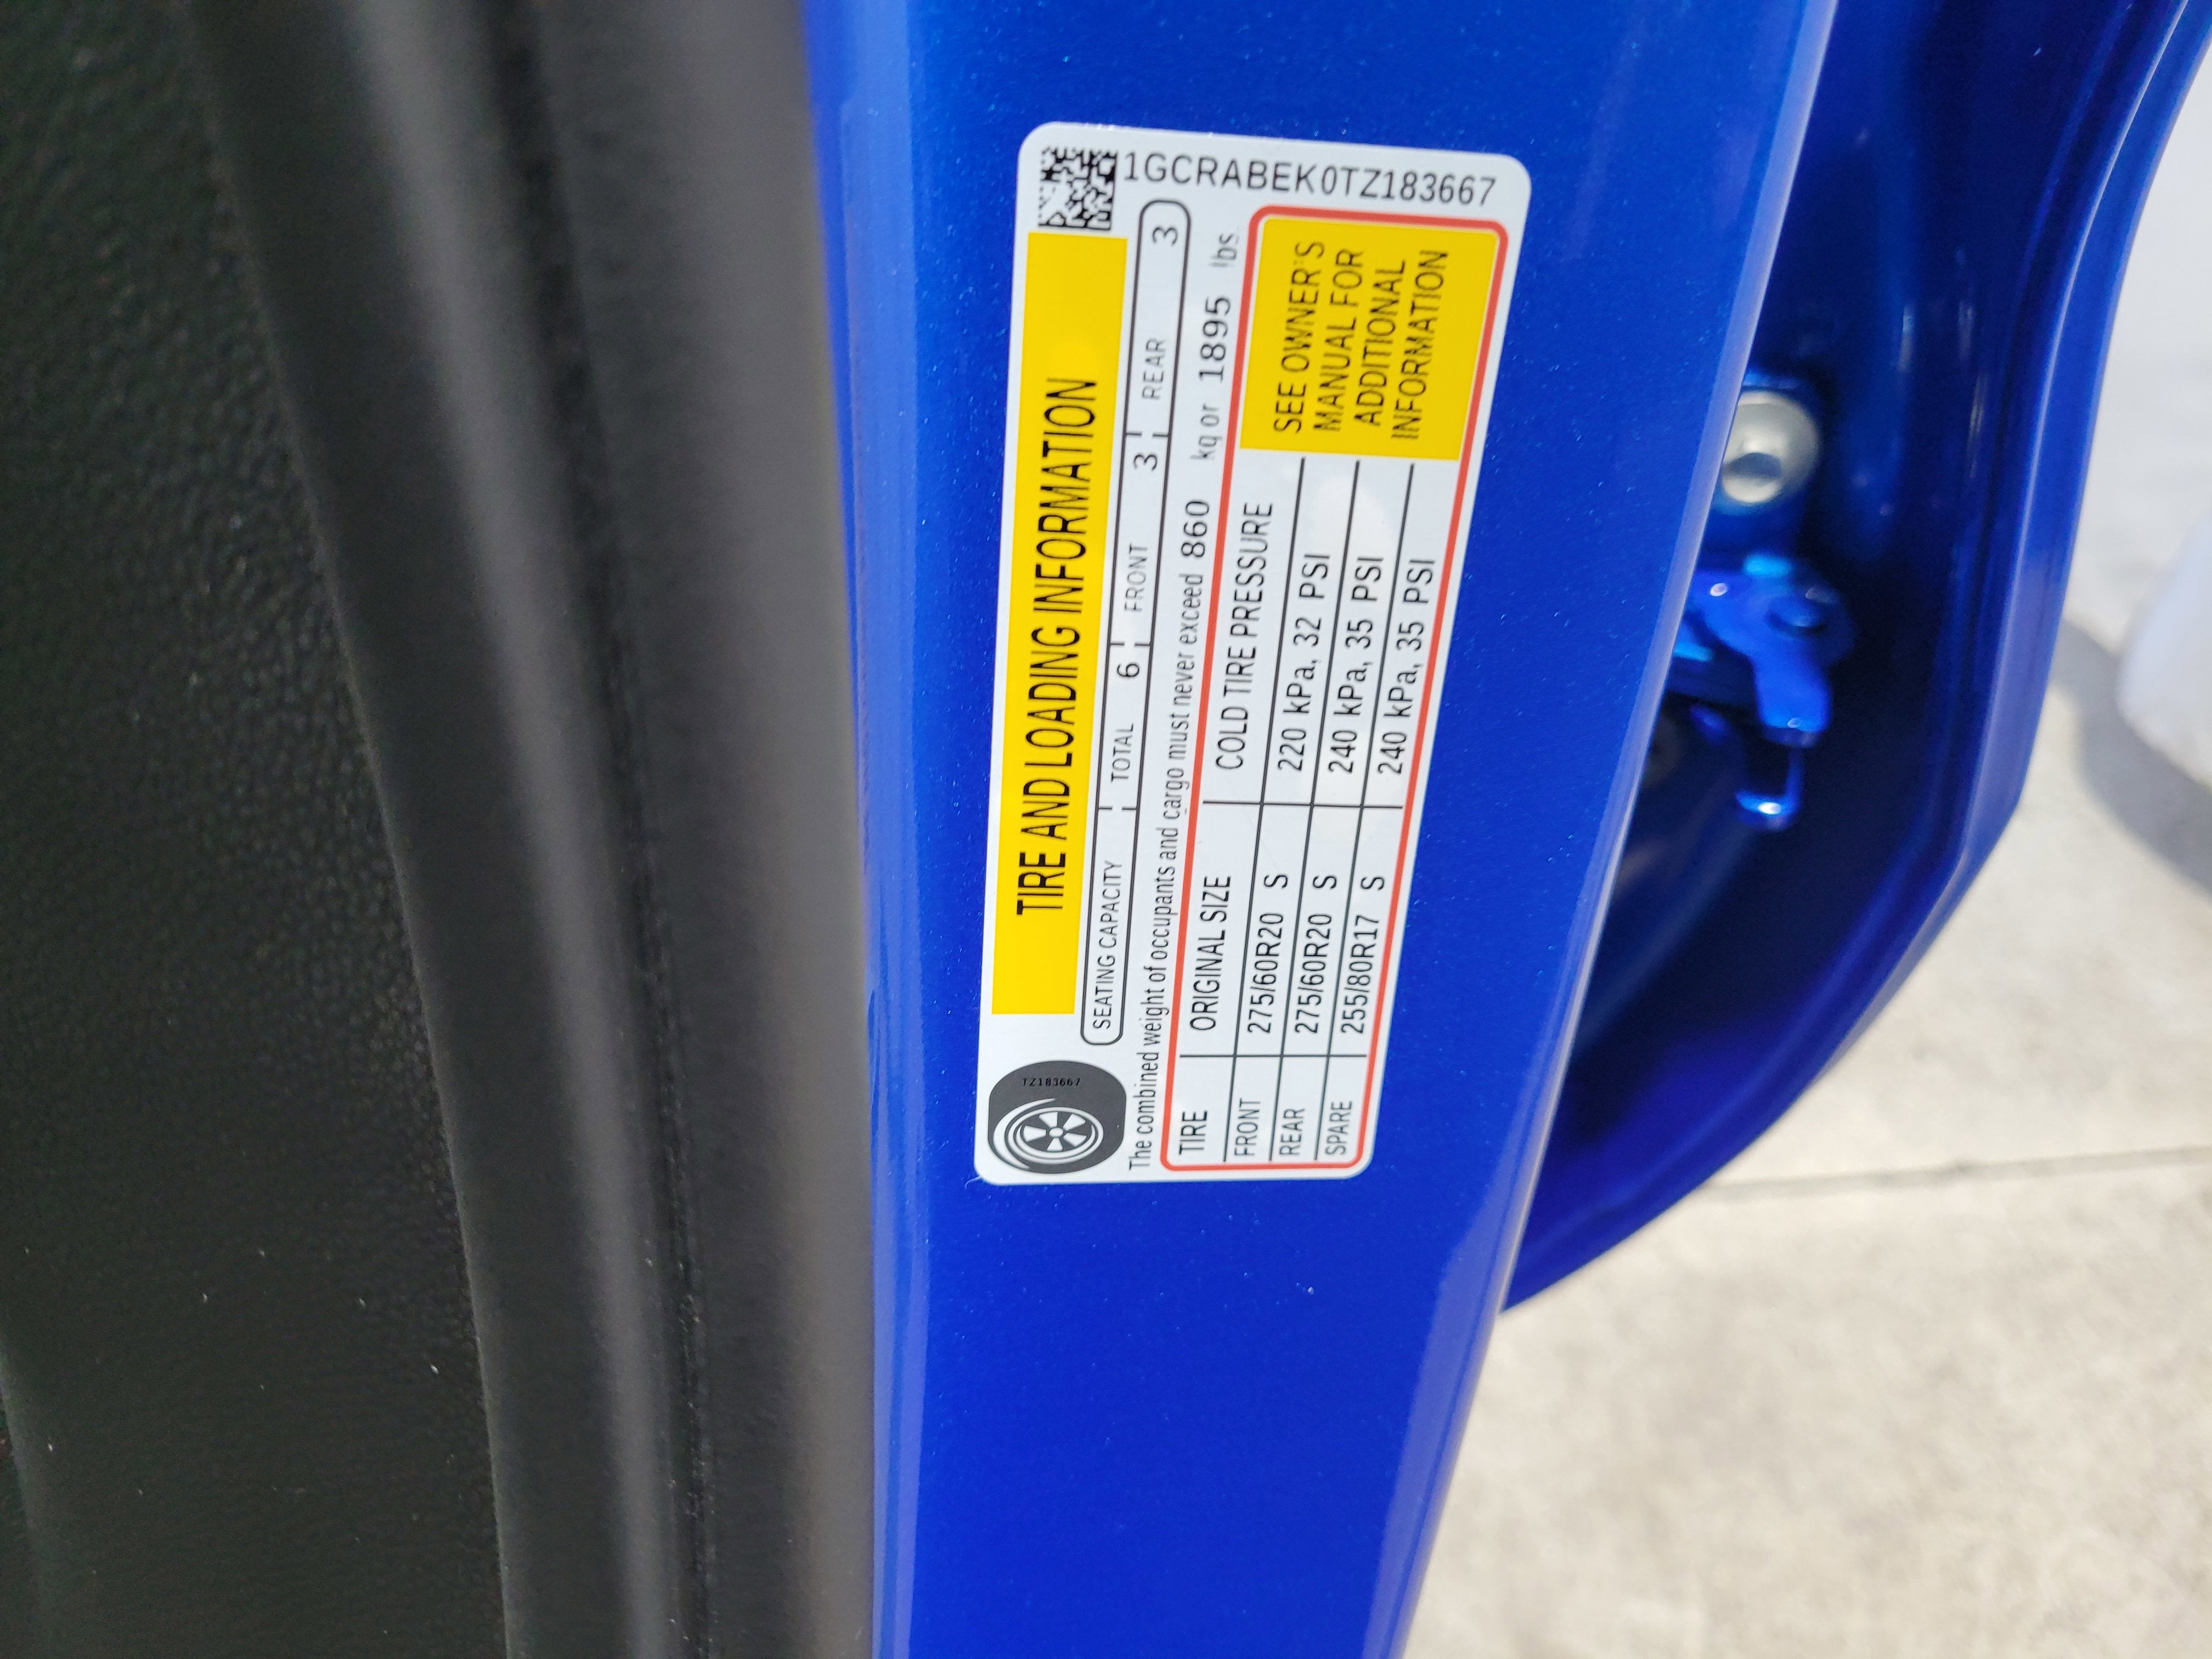 1GCRABEK0TZ183667
TIRE AND LOADING INFORMATION
SEATING CAPACITY TOTAL 6 FRONT 3 REAR 3
The combined weight of occupants and cargo must never exceed 860 kg or 1895 lbs.
TIRE ORIGINAL SIZE COLD TIRE PRESSURE
FRONT 275/60R20 S 220 kPa, 32 PSI
REAR 275/60R20 S 240 kPa, 35 PSI
SPARE 255/80R17 S 240 kPa, 35 PSI
SEE OWNER'S
MANUAL FOR
ADDITIONAL
INFORMATION
TZ183667